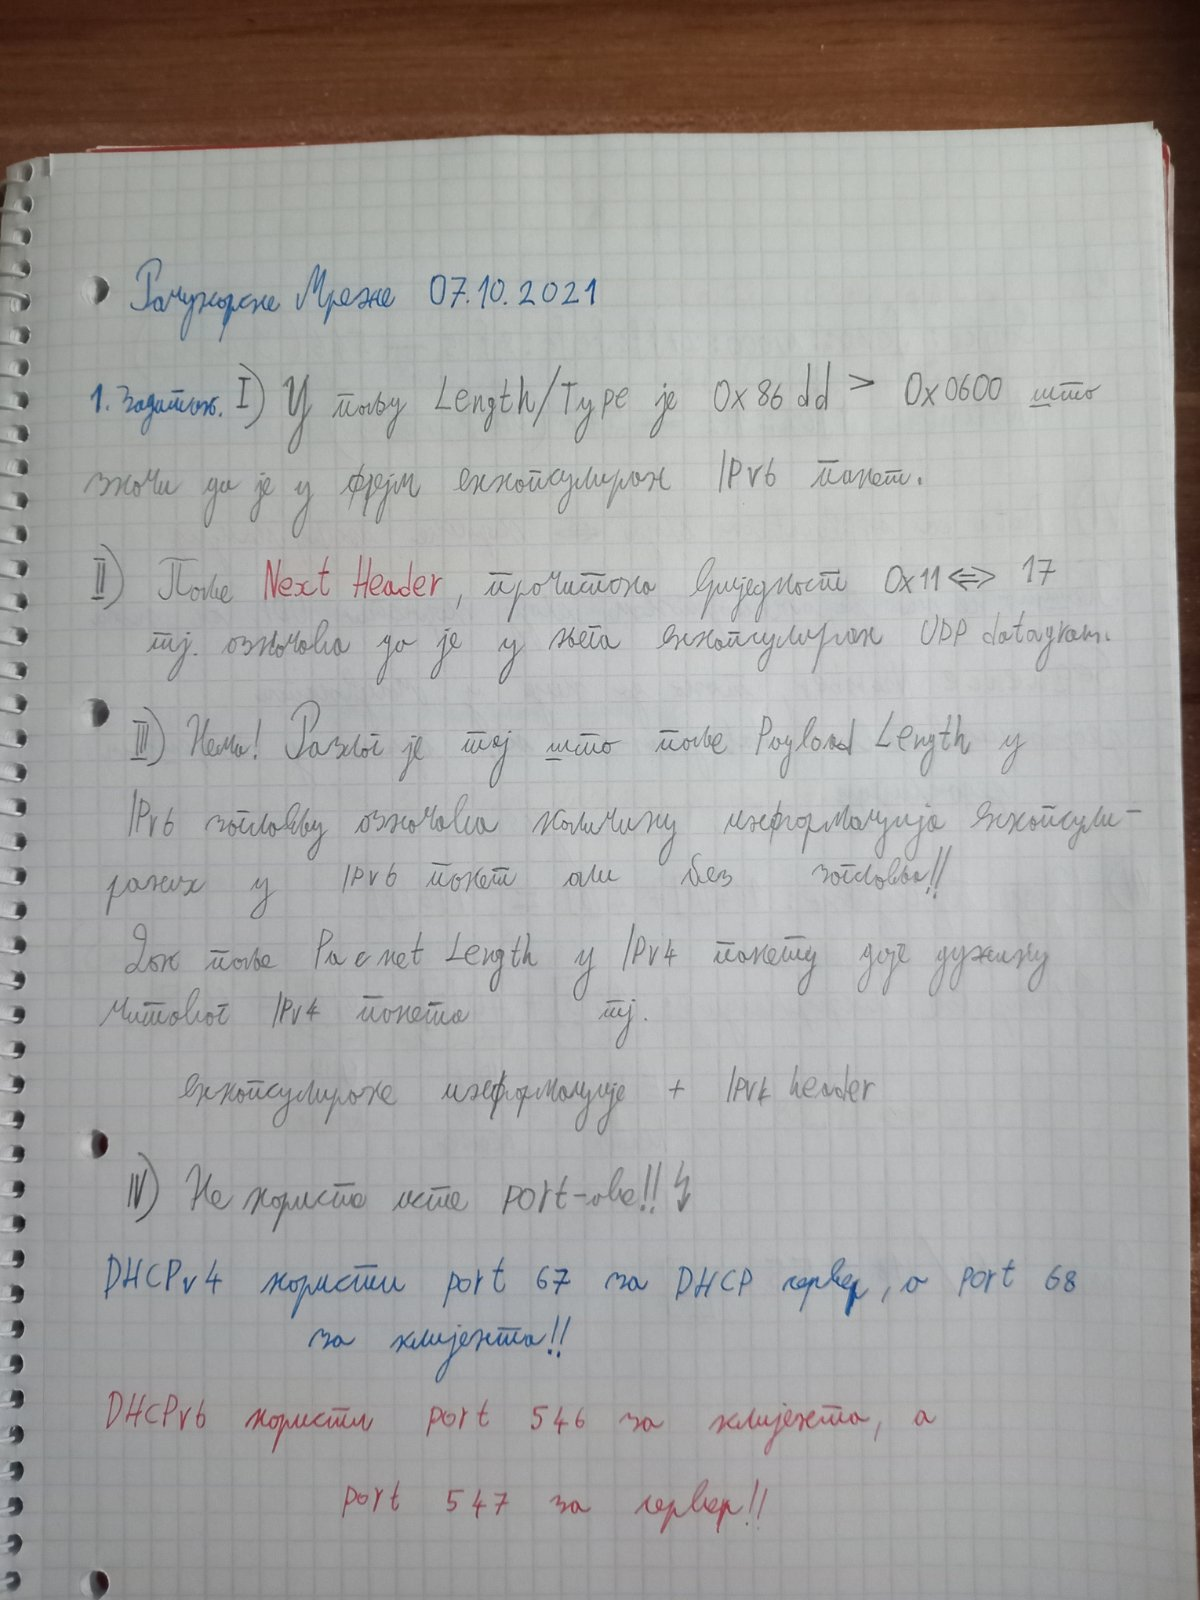 Рачунарске Мреже 07.10.2021
1. Задатак. I) У пољу Length/Type је 0x86dd > 0x0600 што
значи да је у фрејм енкапсулиран IPv6 пакет.
II) Поље Next Header, прочитана вриједност 0x11 <=> 17
тј. означава да је у њега енкапсулиран UDP datagram.
III) Нема! Разлог је тај што поље Payload Length у
IPv6 заглављу означава количину информација енкапсули-
раних у IPv6 пакет али без заглавља!!
Док поље Pacнet Length у IPv4 пакету даје дужину
читавог IPv4 пакета тј.
енкапсулиране информације + IPv4 header
IV) Не користе исте port-ове!!
DHCPv4 користи port 67 за DHCP сервер, а port 68
за клијента!!
DHCPv6 користи port 546 за клијента, а
port 547 за сервер!!